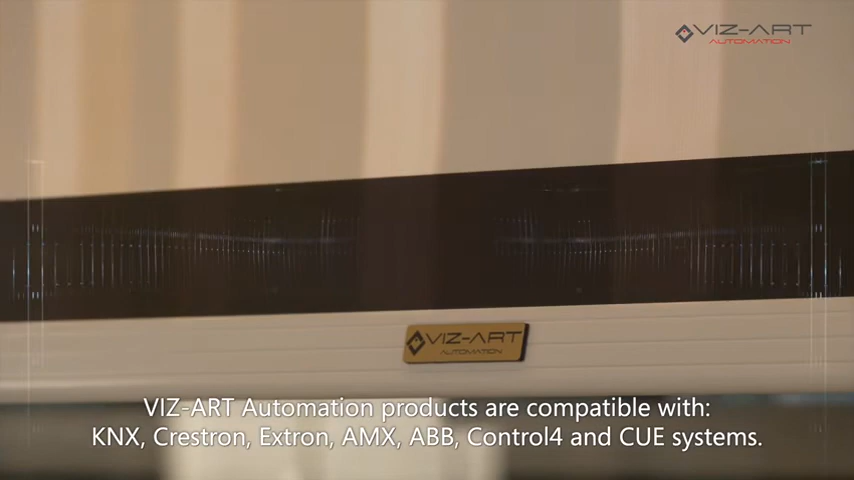 VIZ-ART
AUTOMATION
VIZ-ART
AUTOMATION
VIZ-ART Automation products are compatible with:
KNX, Crestron, Extron, AMX, ABB, Control4 and CUE systems.